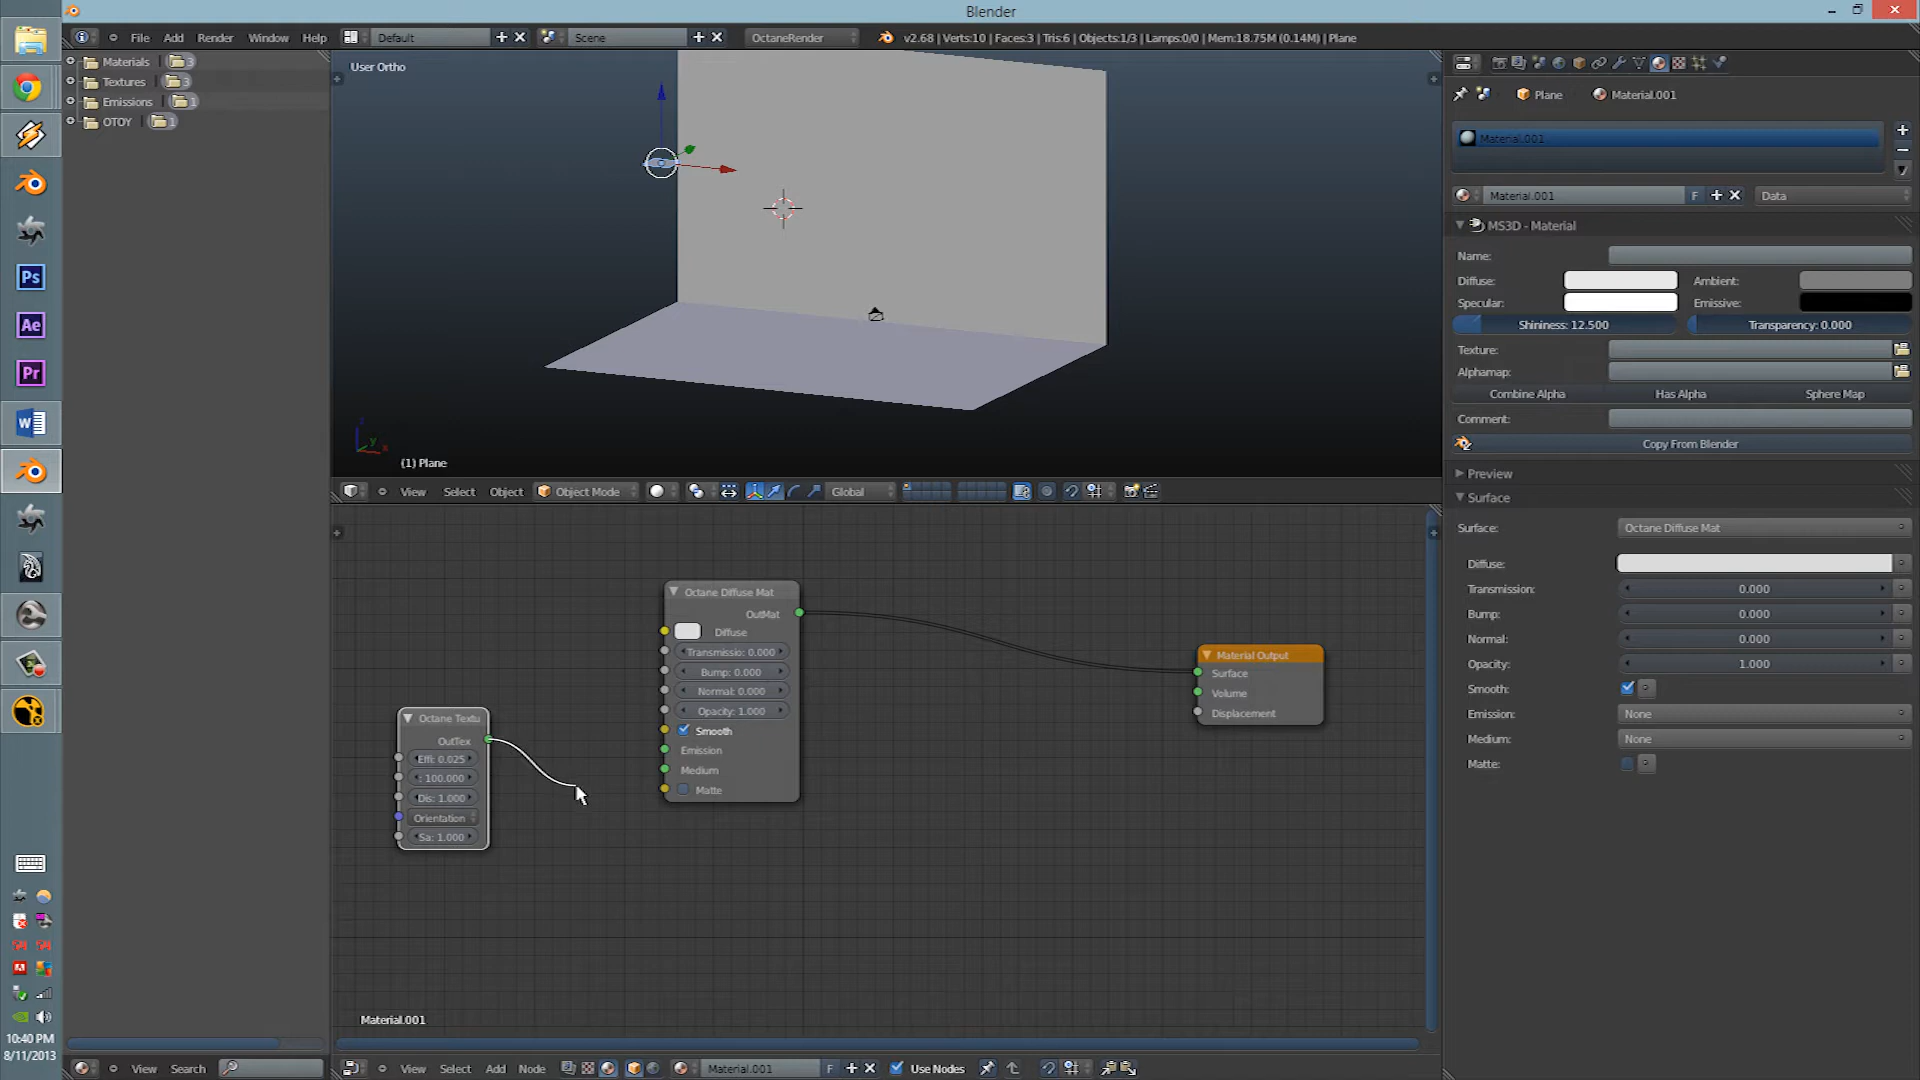 Blender
File Add Render Window Help
Default
Scene
OctaneRender
v2.68 | Verts:10 | Faces:3 | Tris:6 | Objects:1/3 | Lamps:0/0 | Mem:18.75M (0.14M) | Plane
Materials 3
Textures 3
Emissions 1
OTOY 1
User Ortho
(1) Plane
View Select Object Object Mode Global
Plane Material.001
Material.001
Material.001 F Data
MS3D - Material
Name:
Diffuse: Ambient:
Specular: Emissive:
Shininess: 12.500 Transparency: 0.000
Texture:
Alphamap:
Combine Alpha Has Alpha Sphere Map
Comment:
Copy From Blender
Preview
Surface
Surface: Octane Diffuse Mat
Diffuse:
Transmission: 0.000
Bump: 0.000
Normal: 0.000
Opacity: 1.000
Smooth:
Emission: None
Medium: None
Matte:
Octane Diffuse Mat
OutMat
Diffuse
Transmissio: 0.000
Bump: 0.000
Normal: 0.000
Opacity: 1.000
Smooth
Emission
Medium
Matte
Material Output
Surface
Volume
Displacement
Octane Textu
OutTex
Effi: 0.025
: 100.000
Dis: 1.000
Orientation
Sa: 1.000
Material.001
Ps
Ae
Pr
10:40 PM
8/11/2013
View Search
View Select Add Node Material.001 F Use Nodes